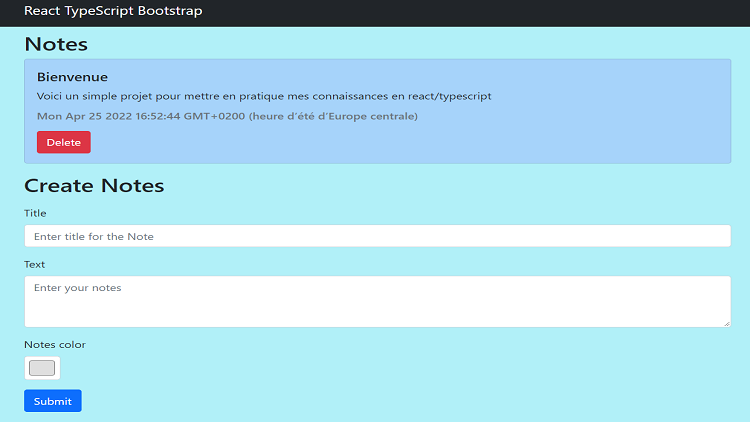 React TypeScript Bootstrap
Notes
Bienvenue
Voici un simple projet pour mettre en pratique mes connaissances en react/typescript
Mon Apr 25 2022 16:52:44 GMT+0200 (heure d’été d’Europe centrale)
Delete
Create Notes
Title
Enter title for the Note
Text
Enter your notes
Notes color
Submit